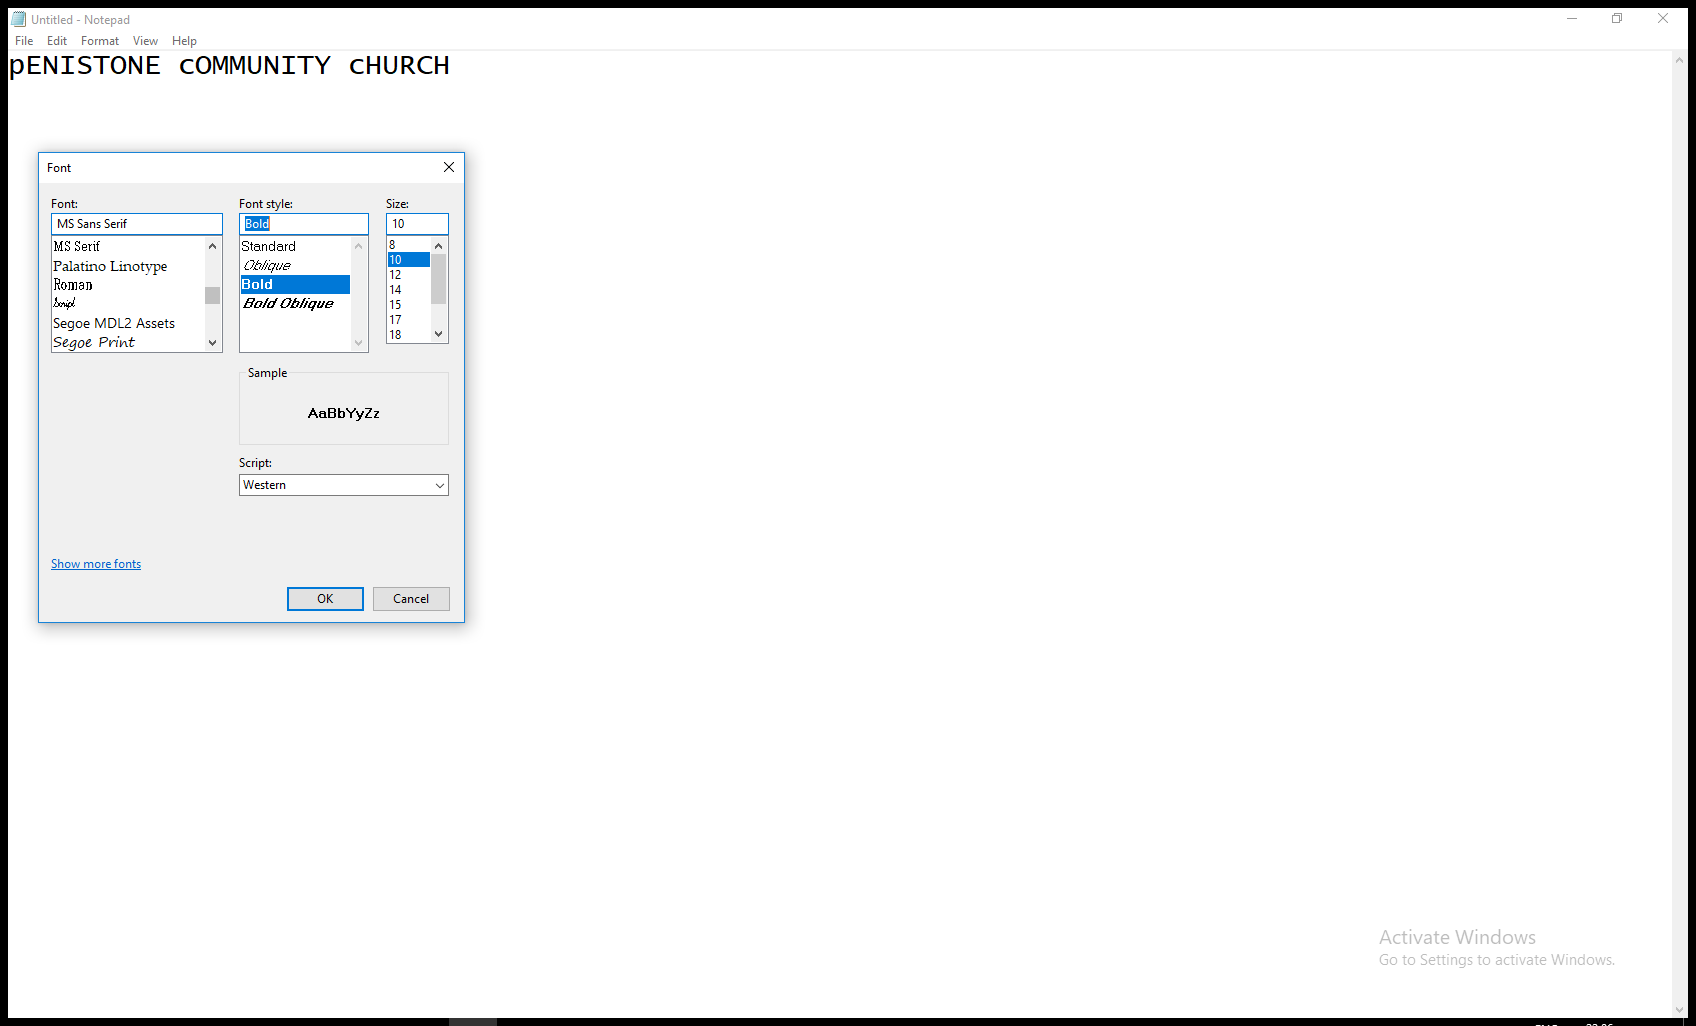 Untitled - Notepad
File Edit Format View Help
pENISTONE cOMMUNITY cHURCH
Font
Font: Font style: Size:
MS Sans Serif Bold 10
MS Serif
Palatino Linotype
Roman
Script
Segoe MDL2 Assets
Segoe Print
Standard
Oblique
Bold
Bold Oblique
8
10
12
14
15
17
18
Sample
AaBbYyZz
Script:
Western
Show more fonts
OK Cancel
Activate Windows
Go to Settings to activate Windows.